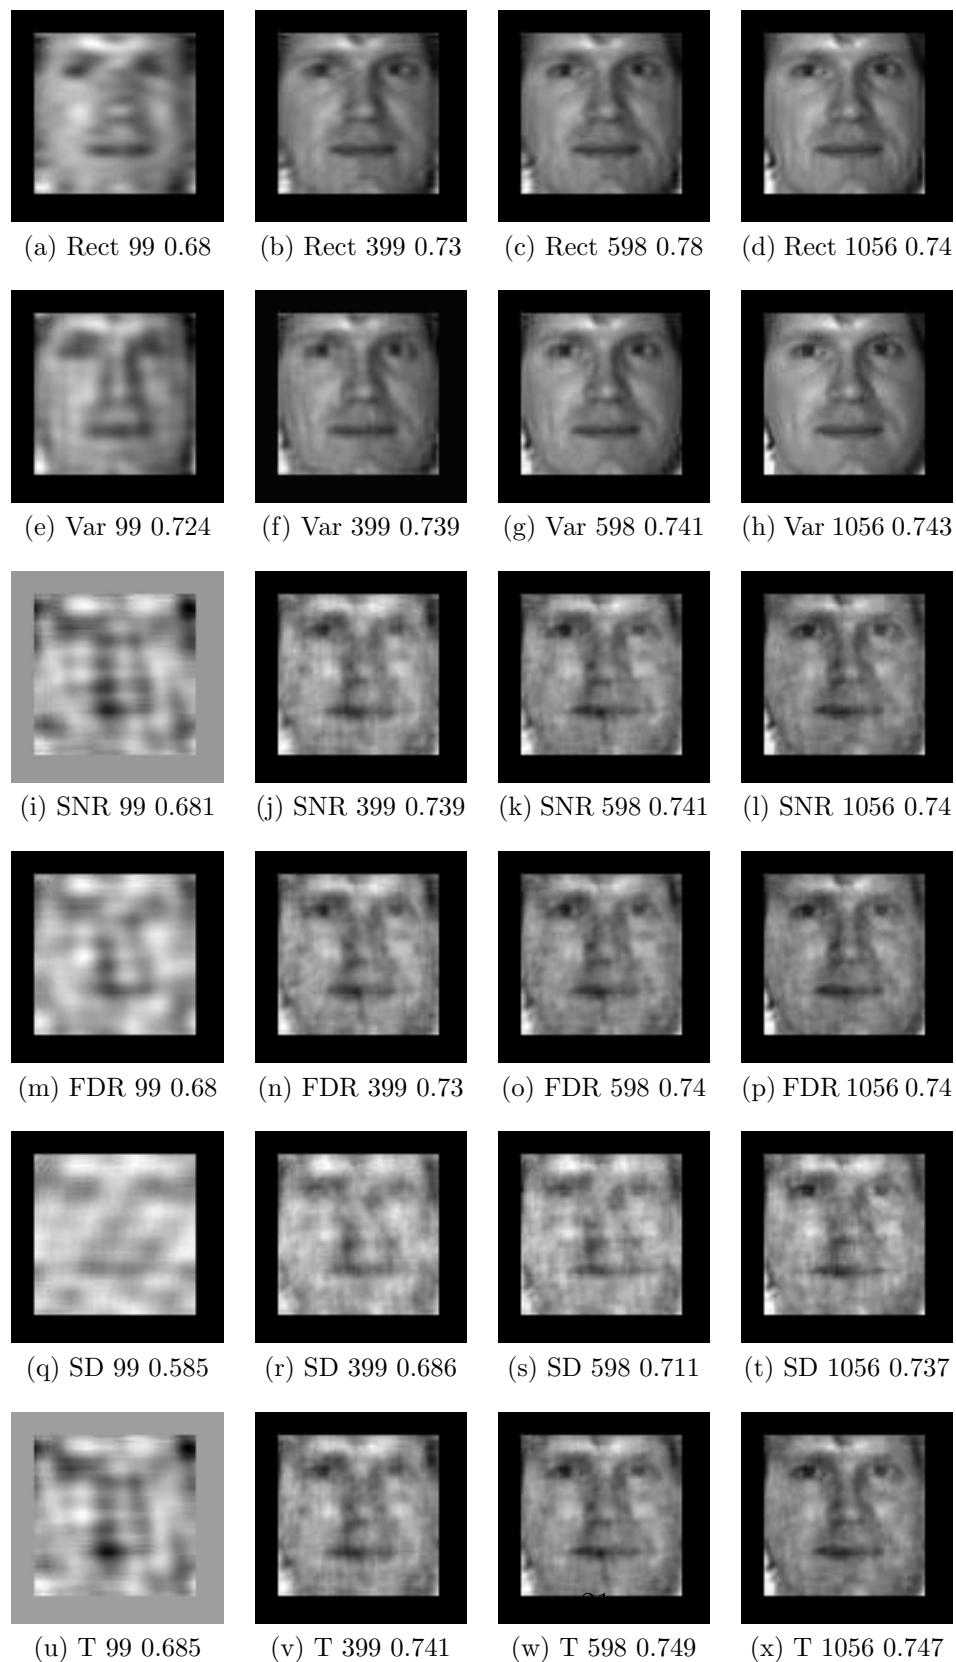 (a) Rect 99 0.68 (b) Rect 399 0.73 (c) Rect 598 0.78 (d) Rect 1056 0.74
(e) Var 99 0.724 (f) Var 399 0.739 (g) Var 598 0.741 (h) Var 1056 0.743
(i) SNR 99 0.681 (j) SNR 399 0.739 (k) SNR 598 0.741 (l) SNR 1056 0.74
(m) FDR 99 0.68 (n) FDR 399 0.73 (o) FDR 598 0.74 (p) FDR 1056 0.74
(q) SD 99 0.585 (r) SD 399 0.686 (s) SD 598 0.711 (t) SD 1056 0.737
(u) T 99 0.685 (v) T 399 0.741 (w) T 598 0.749 (x) T 1056 0.747